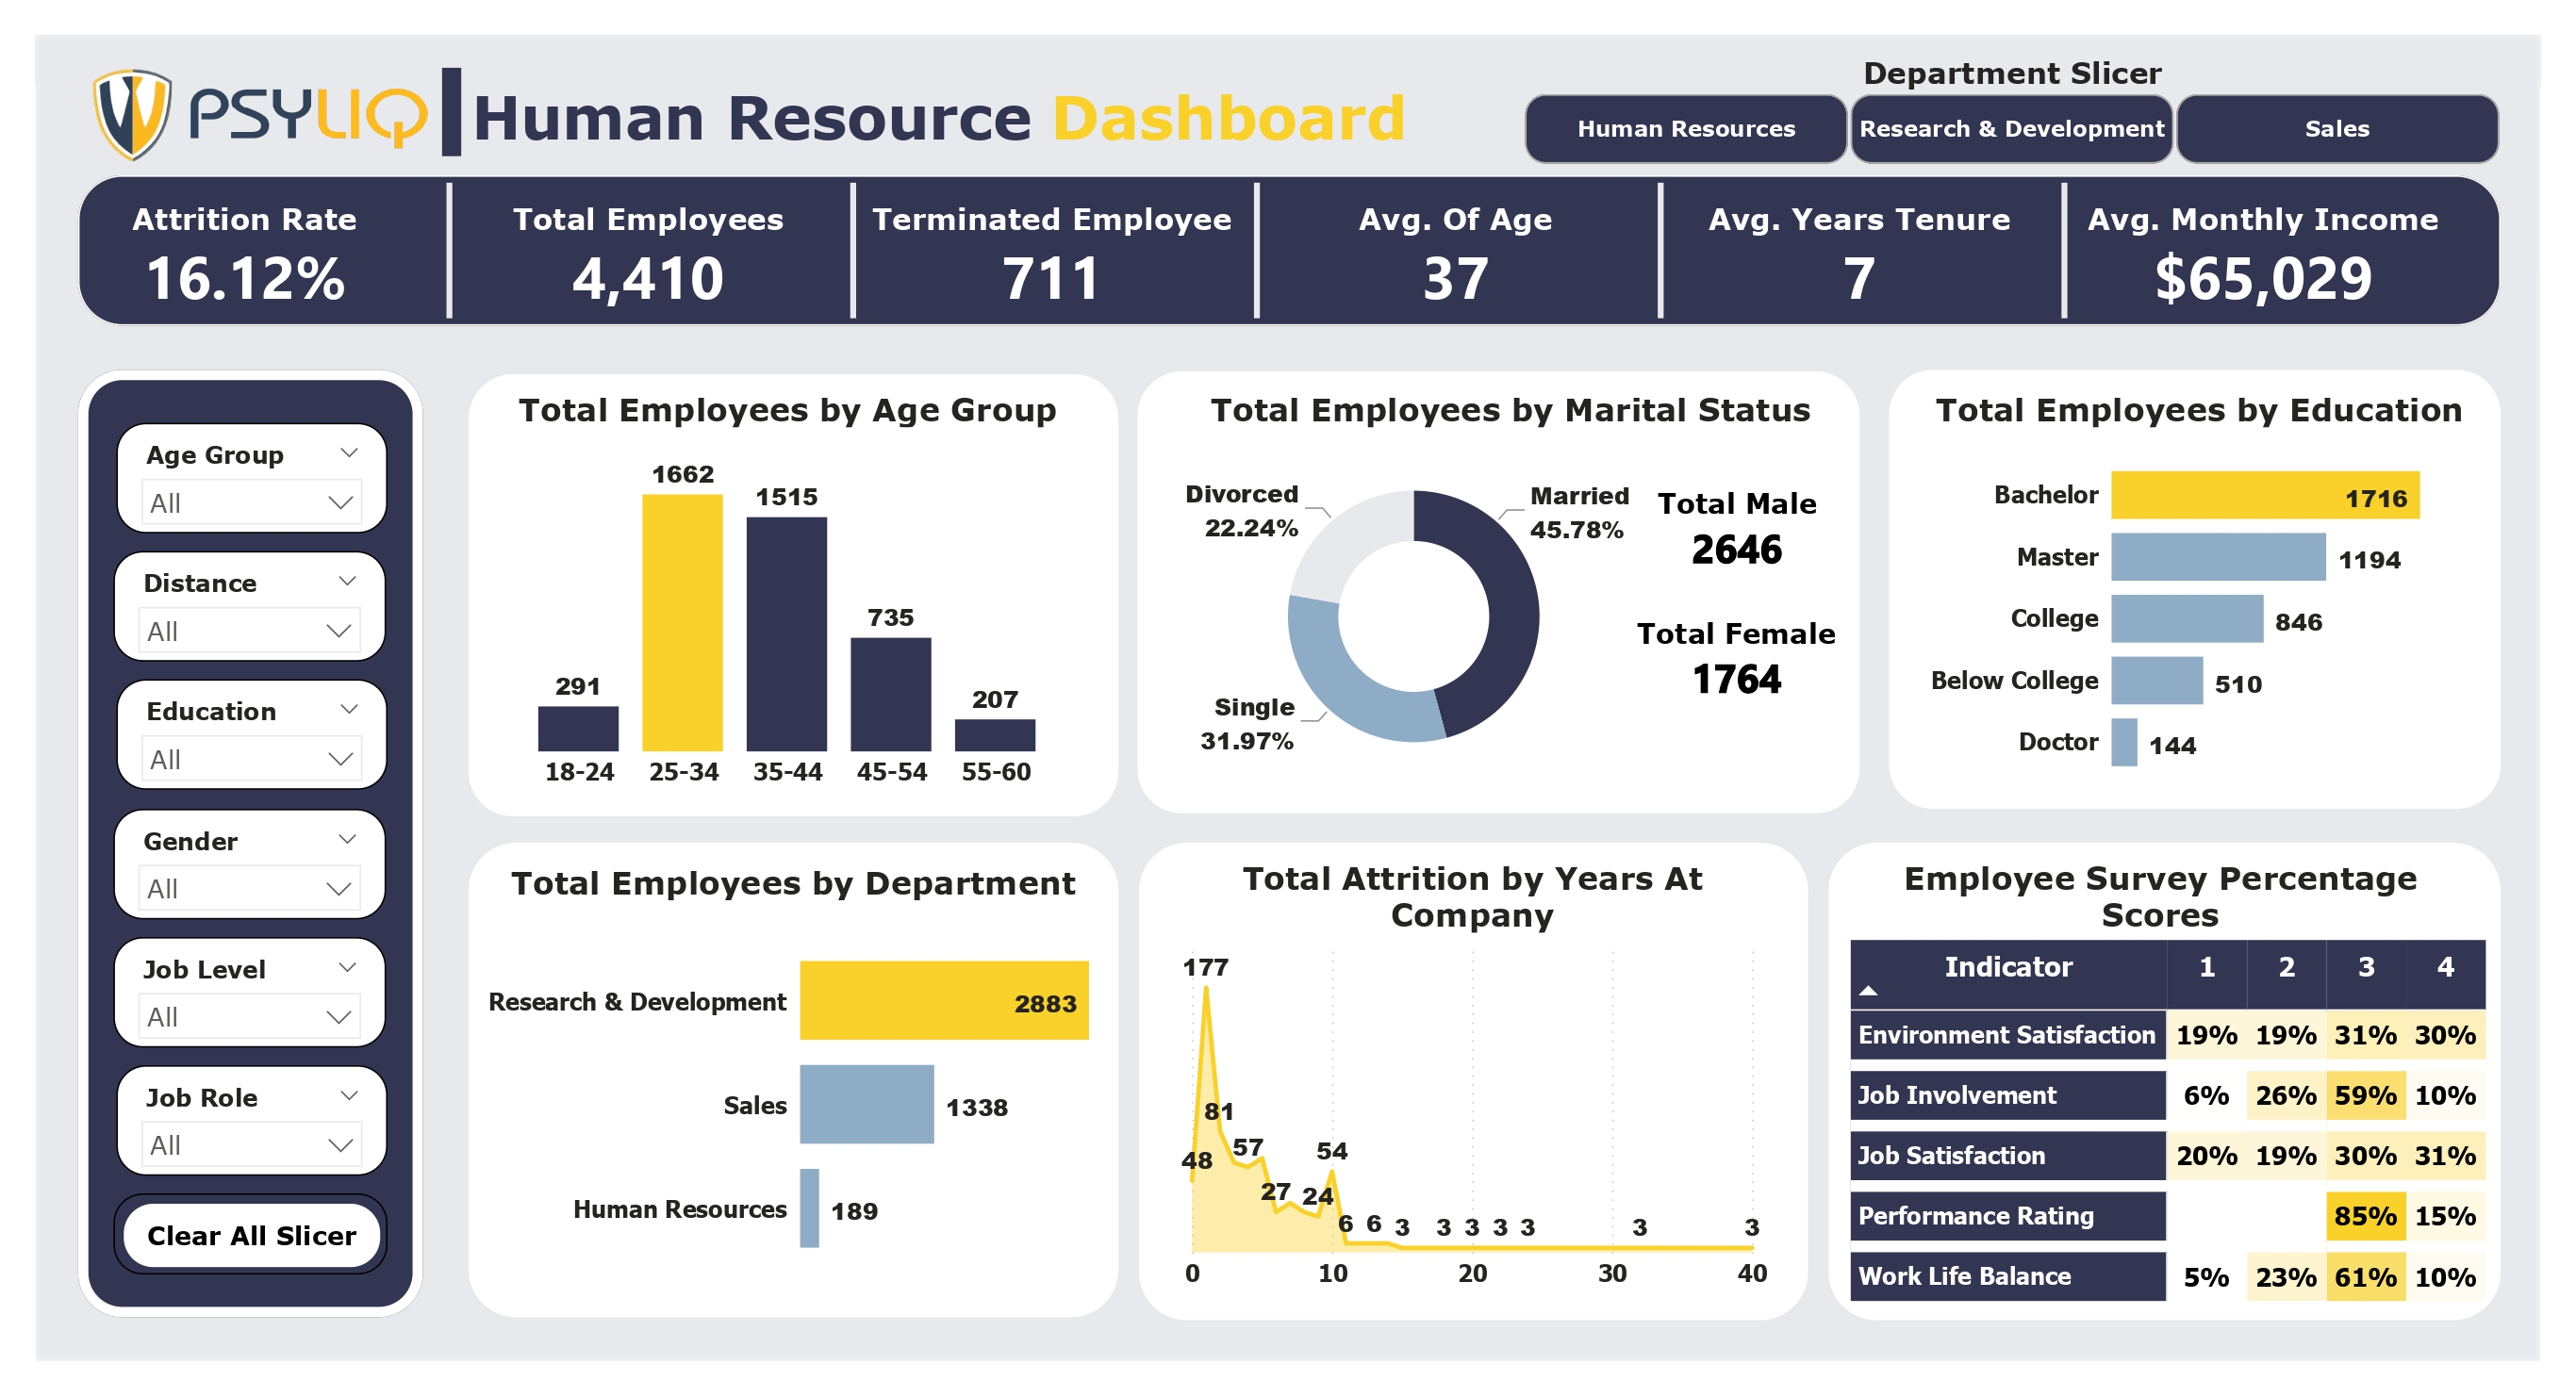 PSYLIQ
Human Resource Dashboard
Department Slicer
Human Resources
Research & Development
Sales
Attrition Rate
16.12%
Total Employees
4,410
Terminated Employee
711
Avg. Of Age
37
Avg. Years Tenure
7
Avg. Monthly Income
$65,029
Age Group
All
Distance
All
Education
All
Gender
All
Job Level
All
Job Role
All
Clear All Slicer
Total Employees by Age Group
1662
1515
735
291
207
18-24 25-34 35-44 45-54 55-60
Total Employees by Marital Status
Divorced
22.24%
Married
45.78%
Single
31.97%
Total Male
2646
Total Female
1764
Total Employees by Education
Bachelor 1716
Master 1194
College 846
Below College 510
Doctor 144
Total Employees by Department
Research & Development 2883
Sales 1338
Human Resources 189
Total Attrition by Years At
Company
177
81
57
54
48
27 24
6 6 3 3 3 3 3 3 3
0 10 20 30 40
Employee Survey Percentage
Scores
Indicator 1 2 3 4
Environment Satisfaction 19% 19% 31% 30%
Job Involvement 6% 26% 59% 10%
Job Satisfaction 20% 19% 30% 31%
Performance Rating 85% 15%
Work Life Balance 5% 23% 61% 10%